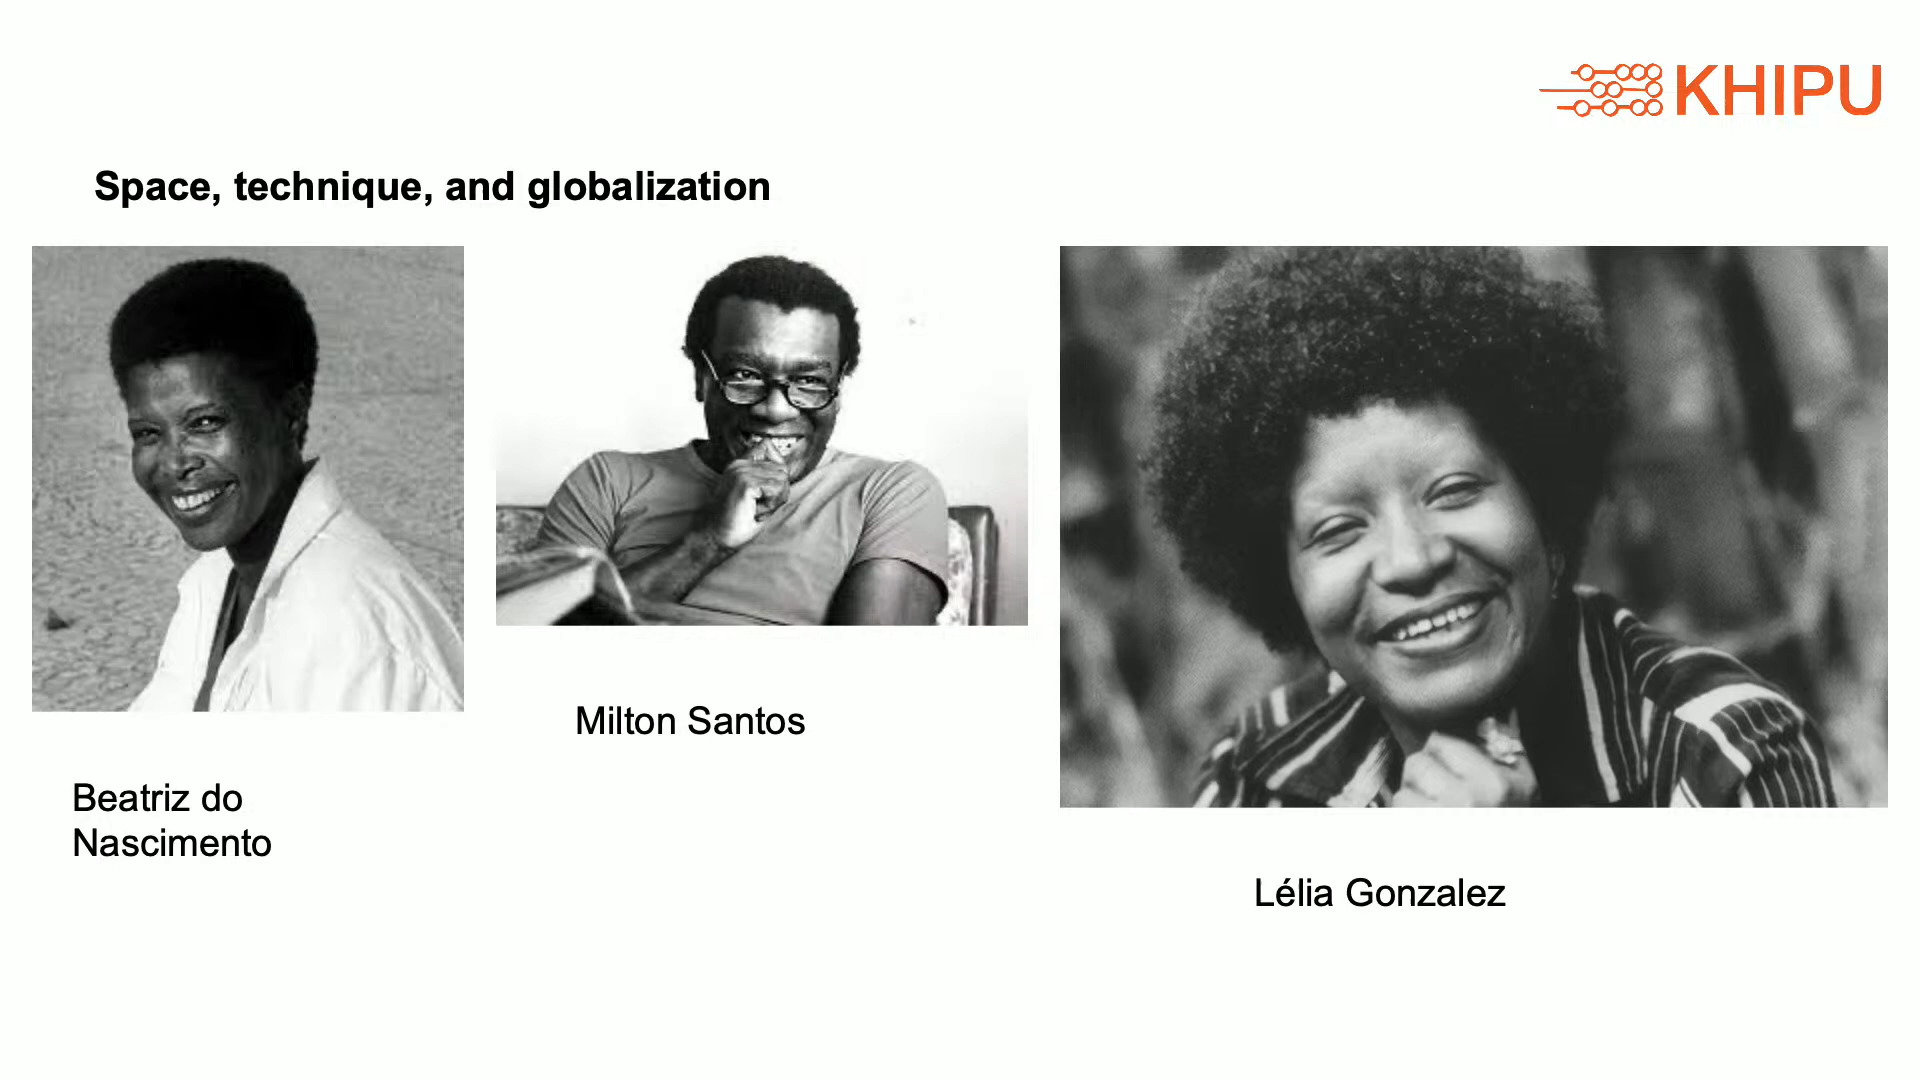 KHIPU
Space, technique, and globalization
Milton Santos
Beatriz do
Nascimento
Lélia Gonzalez